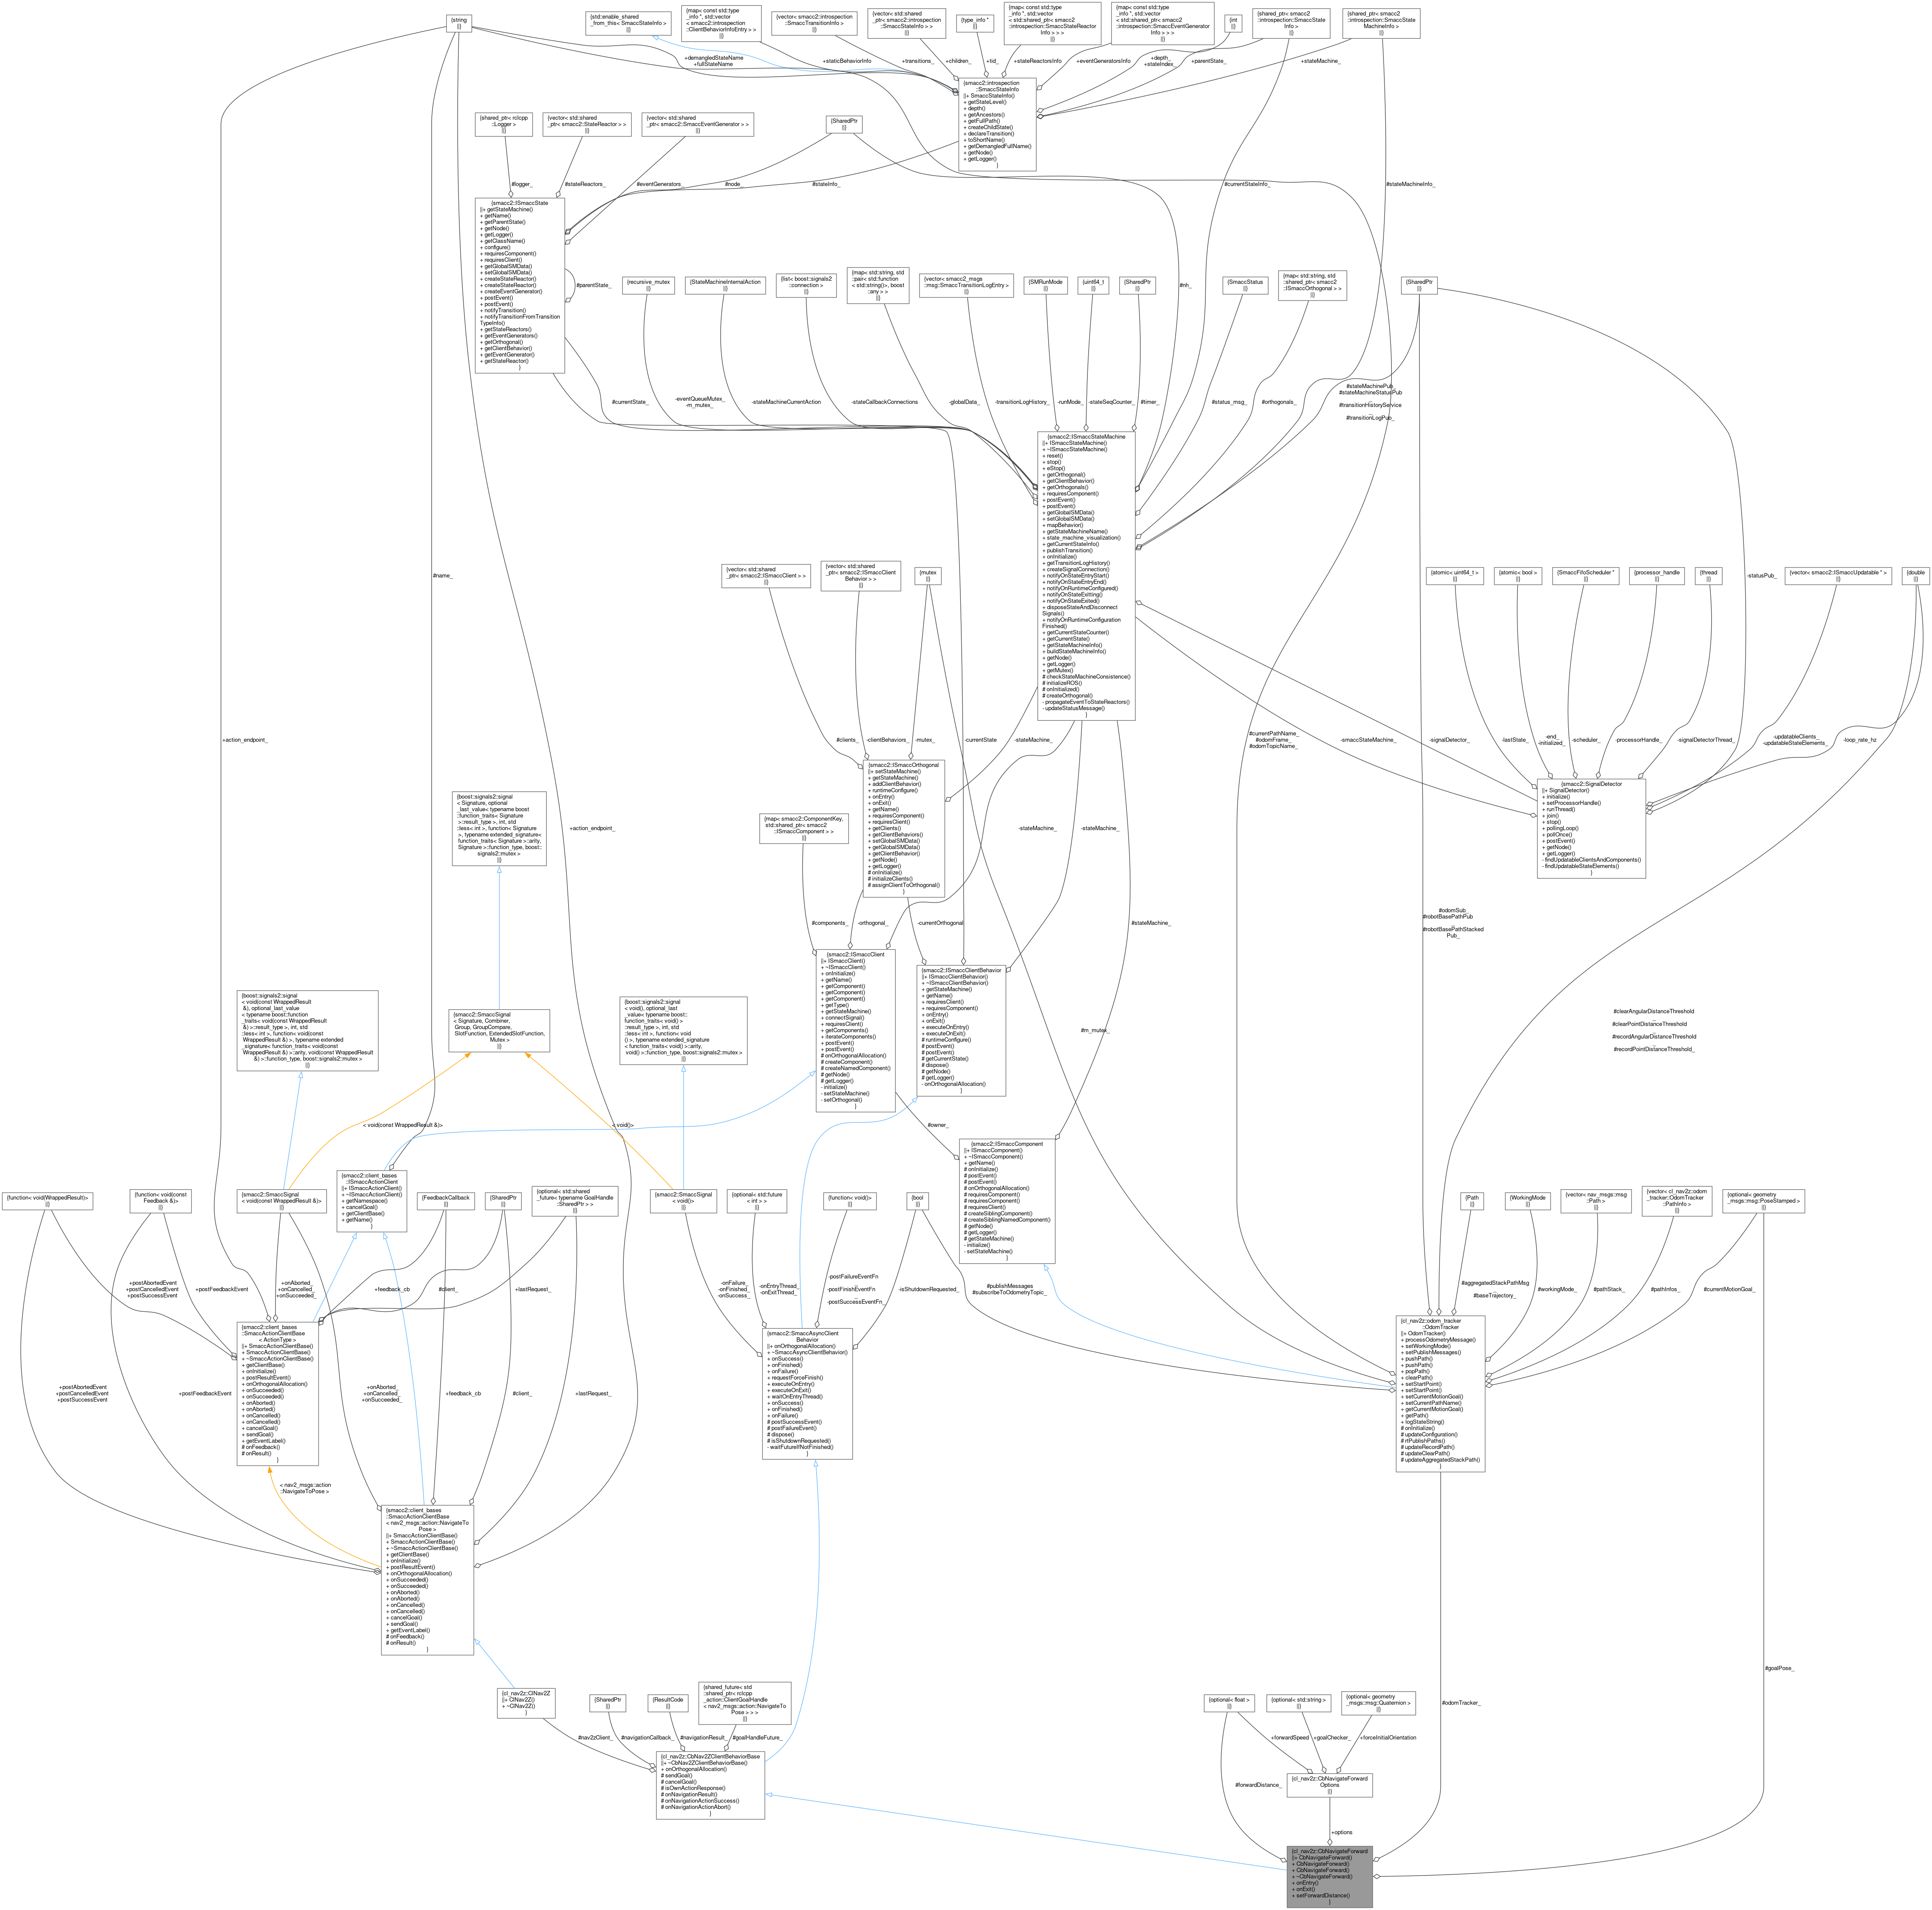 {string
||}
{std::enable_shared
_from_this< SmaccStateInfo >
||}
{map< const std::type
_info *, std::vector
< smacc2::introspection
::ClientBehaviorInfoEntry > >
||}
{vector< smacc2::introspection
::SmaccTransitionInfo >
||}
{vector< std::shared
_ptr< smacc2::introspection
::SmaccStateInfo > >
||}
{type_info *
||}
{map< const std::type
_info *, std::vector
< std::shared_ptr< smacc2
::introspection::SmaccStateReactor
Info > > >
||}
{map< const std::type
_info *, std::vector
< std::shared_ptr< smacc2
::introspection::SmaccEventGenerator
Info > > >
||}
{int
||}
{shared_ptr< smacc2
::introspection::SmaccState
Info >
||}
{shared_ptr< smacc2
::introspection::SmaccState
MachineInfo >
||}
+demangledStateName
+fullStateName
+staticBehaviorInfo
+transitions_
+children_
+tid_
+stateReactorsInfo
+eventGeneratorsInfo
+depth_
+stateIndex_
+parentState_
+stateMachine_
{smacc2::introspection
::SmaccStateInfo
||+ SmaccStateInfo()
+ getStateLevel()
+ depth()
+ getAncestors()
+ getFullPath()
+ createChildState()
+ declareTransition()
+ toShortName()
+ getDemangledFullName()
+ getNode()
+ getLogger()
}
{shared_ptr< rclcpp
::Logger >
||}
{vector< std::shared
_ptr< smacc2::StateReactor > >
||}
{vector< std::shared
_ptr< smacc2::SmaccEventGenerator > >
||}
{SharedPtr
||}
#logger_
#stateReactors_
#eventGenerators_
#node_
#stateInfo_
#currentStateInfo_
#stateMachineInfo_
{smacc2::ISmaccState
||+ getStateMachine()
+ getName()
+ getParentState()
+ getNode()
+ getLogger()
+ getClassName()
+ configure()
+ requiresComponent()
+ requiresClient()
+ getGlobalSMData()
+ setGlobalSMData()
+ createStateReactor()
+ createStateReactor()
+ createEventGenerator()
+ postEvent()
+ postEvent()
+ notifyTransition()
+ notifyTransitionFromTransition
TypeInfo()
+ getStateReactors()
+ getEventGenerators()
+ getOrthogonal()
+ getClientBehavior()
+ getEventGenerator()
+ getStateReactor()
}
#parentState_
{recursive_mutex
||}
{StateMachineInternalAction
||}
{list< boost::signals2
::connection >
||}
{map< std::string, std
::pair< std::function
< std::string()>, boost
::any > >
||}
{vector< smacc2_msgs
::msg::SmaccTransitionLogEntry >
||}
{SMRunMode
||}
{uint64_t
||}
{SharedPtr
||}
#nh_
{SmaccStatus
||}
{map< std::string, std
::shared_ptr< smacc2
::ISmaccOrthogonal > >
||}
{SharedPtr
||}
#currentState_
-eventQueueMutex_
-m_mutex_
-stateMachineCurrentAction
-stateCallbackConnections
-globalData_
-transitionLogHistory_
-runMode_
-stateSeqCounter_
#timer_
#status_msg_
#orthogonals_
#stateMachinePub_
#stateMachineStatusPub
_
#transitionHistoryService
_
#transitionLogPub_
{smacc2::ISmaccStateMachine
||+ ISmaccStateMachine()
+ ~ISmaccStateMachine()
+ reset()
+ stop()
+ eStop()
+ getOrthogonal()
+ getClientBehavior()
+ getOrthogonals()
+ requiresComponent()
+ postEvent()
+ postEvent()
+ getGlobalSMData()
+ setGlobalSMData()
+ mapBehavior()
+ getStateMachineName()
+ state_machine_visualization()
+ getCurrentStateInfo()
+ publishTransition()
+ onInitialize()
+ getTransitionLogHistory()
+ createSignalConnection()
+ notifyOnStateEntryStart()
+ notifyOnStateEntryEnd()
+ notifyOnRuntimeConfigured()
+ notifyOnStateExitting()
+ notifyOnStateExited()
+ disposeStateAndDisconnect
Signals()
+ notifyOnRuntimeConfiguration
Finished()
+ getCurrentStateCounter()
+ getCurrentState()
+ getStateMachineInfo()
+ buildStateMachineInfo()
+ getNode()
+ getLogger()
+ getMutex()
# checkStateMachineConsistence()
# initializeROS()
# onInitialized()
# createOrthogonal()
- propagateEventToStateReactors()
- updateStatusMessage()
}
#name_
{vector< std::shared
_ptr< smacc2::ISmaccClient > >
||}
{vector< std::shared
_ptr< smacc2::ISmaccClient
Behavior > >
||}
{mutex
||}
{atomic< uint64_t >
||}
{atomic< bool >
||}
{SmaccFifoScheduler *
||}
{processor_handle
||}
{thread
||}
{vector< smacc2::ISmaccUpdatable * >
||}
{double
||}
-statusPub_
+action_endpoint_
#clients_
-clientBehaviors_
-mutex_
-currentState
-stateMachine_
#currentPathName_
#odomFrame_
#odomTopicName_
-smaccStateMachine_
-signalDetector_
-lastState_
-end_
-initialized_
-scheduler_
-processorHandle_
-signalDetectorThread_
-updatableClients_
-updatableStateElements_
-loop_rate_hz
{smacc2::ISmaccOrthogonal
||+ setStateMachine()
+ getStateMachine()
+ addClientBehavior()
+ runtimeConfigure()
+ onEntry()
+ onExit()
+ getName()
+ requiresComponent()
+ requiresClient()
+ getClients()
+ getClientBehaviors()
+ setGlobalSMData()
+ getGlobalSMData()
+ getClientBehavior()
+ getNode()
+ getLogger()
# onInitialize()
# initializeClients()
# assignClientToOrthogonal()
}
{smacc2::SignalDetector
||+ SignalDetector()
+ initialize()
+ setProcessorHandle()
+ runThread()
+ join()
+ stop()
+ pollingLoop()
+ pollOnce()
+ postEvent()
+ getNode()
+ getLogger()
- findUpdatableClientsAndComponents()
- findUpdatableStateElements()
}
{boost::signals2::signal
< Signature, optional
_last_value< typename boost
::function_traits< Signature
>::result_type >, int, std
::less< int >, function< Signature
>, typename extended_signature<
function_traits< Signature >::arity,
Signature >::function_type, boost::
signals2::mutex >
||}
+action_endpoint_
{map< smacc2::ComponentKey,
std::shared_ptr< smacc2
::ISmaccComponent > >
||}
-stateMachine_
-stateMachine_
#components_
-orthogonal_
-currentOrthogonal
#stateMachine_
#odomSub_
#robotBasePathPub
_
#robotBasePathStacked
Pub_
{smacc2::ISmaccClient
||+ ISmaccClient()
+ ~ISmaccClient()
+ onInitialize()
+ getName()
+ getComponent()
+ getComponent()
+ getComponent()
+ getType()
+ getStateMachine()
+ connectSignal()
+ requiresClient()
+ getComponents()
+ iterateComponents()
+ postEvent()
+ postEvent()
# onOrthogonalAllocation()
# createComponent()
# createNamedComponent()
# getNode()
# getLogger()
- initialize()
- setStateMachine()
- setOrthogonal()
}
{smacc2::ISmaccClientBehavior
||+ ISmaccClientBehavior()
+ ~ISmaccClientBehavior()
+ getStateMachine()
+ getName()
+ requiresClient()
+ requiresComponent()
+ onEntry()
+ onExit()
+ executeOnEntry()
+ executeOnExit()
# runtimeConfigure()
# postEvent()
# postEvent()
# getCurrentState()
# dispose()
# getNode()
# getLogger()
- onOrthogonalAllocation()
}
{boost::signals2::signal
< void(const WrappedResult
&), optional_last_value
< typename boost::function
_traits< void(const WrappedResult
&) >::result_type >, int, std
::less< int >, function< void(const
WrappedResult &) >, typename extended
_signature< function_traits< void(const
WrappedResult &) >::arity, void(const WrappedResult
&) >::function_type, boost::signals2::mutex >
||}
{smacc2::SmaccSignal
< Signature, Combiner,
Group, GroupCompare,
SlotFunction, ExtendedSlotFunction,
Mutex >
||}
{boost::signals2::signal
< void(), optional_last
_value< typename boost::
function_traits< void() >
::result_type >, int, std
::less< int >, function< void
() >, typename extended_signature
< function_traits< void() >::arity,
void() >::function_type, boost::signals2::mutex >
||}
#m_mutex_
#clearAngularDistanceThreshold
_
#clearPointDistanceThreshold
_
#recordAngularDistanceThreshold
_
#recordPointDistanceThreshold_
< void(const WrappedResult &)>
< void()>
#owner_
{smacc2::ISmaccComponent
||+ ISmaccComponent()
+ ~ISmaccComponent()
+ getName()
# onInitialize()
# postEvent()
# postEvent()
# onOrthogonalAllocation()
# requiresComponent()
# requiresComponent()
# requiresClient()
# createSiblingComponent()
# createSiblingNamedComponent()
# getNode()
# getLogger()
# getStateMachine()
- initialize()
- setStateMachine()
}
{function< void(WrappedResult)>
||}
{function< void(const
Feedback &)>
||}
{smacc2::SmaccSignal
< void(const WrappedResult &)>
||}
{smacc2::client_bases
::ISmaccActionClient
||+ ISmaccActionClient()
+ ~ISmaccActionClient()
+ getNamespace()
+ cancelGoal()
+ getClientBase()
+ getName()
}
{FeedbackCallback
||}
{SharedPtr
||}
{optional< std::shared
_future< typename GoalHandle
::SharedPtr > >
||}
{smacc2::SmaccSignal
< void()>
||}
{optional< std::future
< int > >
||}
{function< void()>
||}
{bool
||}
{Path
||}
{WorkingMode
||}
{vector< nav_msgs::msg
::Path >
||}
{vector< cl_nav2z::odom
_tracker::OdomTracker
::PathInfo >
||}
{optional< geometry
_msgs::msg::PoseStamped >
||}
+postAbortedEvent
+postCancelledEvent
+postSuccessEvent
+postFeedbackEvent
+onAborted_
+onCancelled_
+onSucceeded_
+feedback_cb
#client_
+lastRequest_
-onFailure_
-onFinished_
-onSuccess_
-onEntryThread_
-onExitThread_
-postFailureEventFn
_
-postFinishEventFn
_
-postSuccessEventFn_
-isShutdownRequested_
#publishMessages
#subscribeToOdometryTopic_
#aggregatedStackPathMsg
_
#baseTrajectory_
#workingMode_
#pathStack_
#pathInfos_
#currentMotionGoal_
{smacc2::client_bases
::SmaccActionClientBase
< ActionType >
||+ SmaccActionClientBase()
+ SmaccActionClientBase()
+ ~SmaccActionClientBase()
+ getClientBase()
+ onInitialize()
+ postResultEvent()
+ onOrthogonalAllocation()
+ onSucceeded()
+ onSucceeded()
+ onAborted()
+ onAborted()
+ onCancelled()
+ onCancelled()
+ cancelGoal()
+ sendGoal()
+ getEventLabel()
# onFeedback()
# onResult()
}
{smacc2::SmaccAsyncClient
Behavior
||+ onOrthogonalAllocation()
+ ~SmaccAsyncClientBehavior()
+ onSuccess()
+ onFinished()
+ onFailure()
+ requestForceFinish()
+ executeOnEntry()
+ executeOnExit()
+ waitOnEntryThread()
+ onSuccess()
+ onFinished()
+ onFailure()
# postSuccessEvent()
# postFailureEvent()
# dispose()
# isShutdownRequested()
- waitFutureIfNotFinished()
}
{cl_nav2z::odom_tracker
::OdomTracker
||+ OdomTracker()
+ processOdometryMessage()
+ setWorkingMode()
+ setPublishMessages()
+ pushPath()
+ pushPath()
+ popPath()
+ clearPath()
+ setStartPoint()
+ setStartPoint()
+ setCurrentMotionGoal()
+ setCurrentPathName()
+ getCurrentMotionGoal()
+ getPath()
+ logStateString()
# onInitialize()
# updateConfiguration()
# rtPublishPaths()
# updateRecordPath()
# updateClearPath()
# updateAggregatedStackPath()
}
+postAbortedEvent
+postCancelledEvent
+postSuccessEvent
+postFeedbackEvent
+onAborted_
+onCancelled_
+onSucceeded_
+feedback_cb
#client_
+lastRequest_
< nav2_msgs::action
::NavigateToPose >
{smacc2::client_bases
::SmaccActionClientBase
< nav2_msgs::action::NavigateTo
Pose >
||+ SmaccActionClientBase()
+ SmaccActionClientBase()
+ ~SmaccActionClientBase()
+ getClientBase()
+ onInitialize()
+ postResultEvent()
+ onOrthogonalAllocation()
+ onSucceeded()
+ onSucceeded()
+ onAborted()
+ onAborted()
+ onCancelled()
+ onCancelled()
+ cancelGoal()
+ sendGoal()
+ getEventLabel()
# onFeedback()
# onResult()
}
{cl_nav2z::ClNav2Z
||+ ClNav2Z()
+ ~ClNav2Z()
}
{SharedPtr
||}
{ResultCode
||}
{shared_future< std
::shared_ptr< rclcpp
_action::ClientGoalHandle
< nav2_msgs::action::NavigateTo
Pose > > >
||}
{optional< float >
||}
{optional< std::string >
||}
{optional< geometry
_msgs::msg::Quaternion >
||}
#odomTracker_
#goalPose_
#nav2zClient_
#navigationCallback_
#navigationResult_
#goalHandleFuture_
+forwardSpeed
+goalChecker_
+forceInitialOrientation
{cl_nav2z::CbNav2ZClientBehaviorBase
||+ ~CbNav2ZClientBehaviorBase()
+ onOrthogonalAllocation()
# sendGoal()
# cancelGoal()
# isOwnActionResponse()
# onNavigationResult()
# onNavigationActionSuccess()
# onNavigationActionAbort()
}
#forwardDistance_
{cl_nav2z::CbNavigateForward
Options
||}
+options
{cl_nav2z::CbNavigateForward
||+ CbNavigateForward()
+ CbNavigateForward()
+ CbNavigateForward()
+ ~CbNavigateForward()
+ onEntry()
+ onExit()
+ setForwardDistance()
}